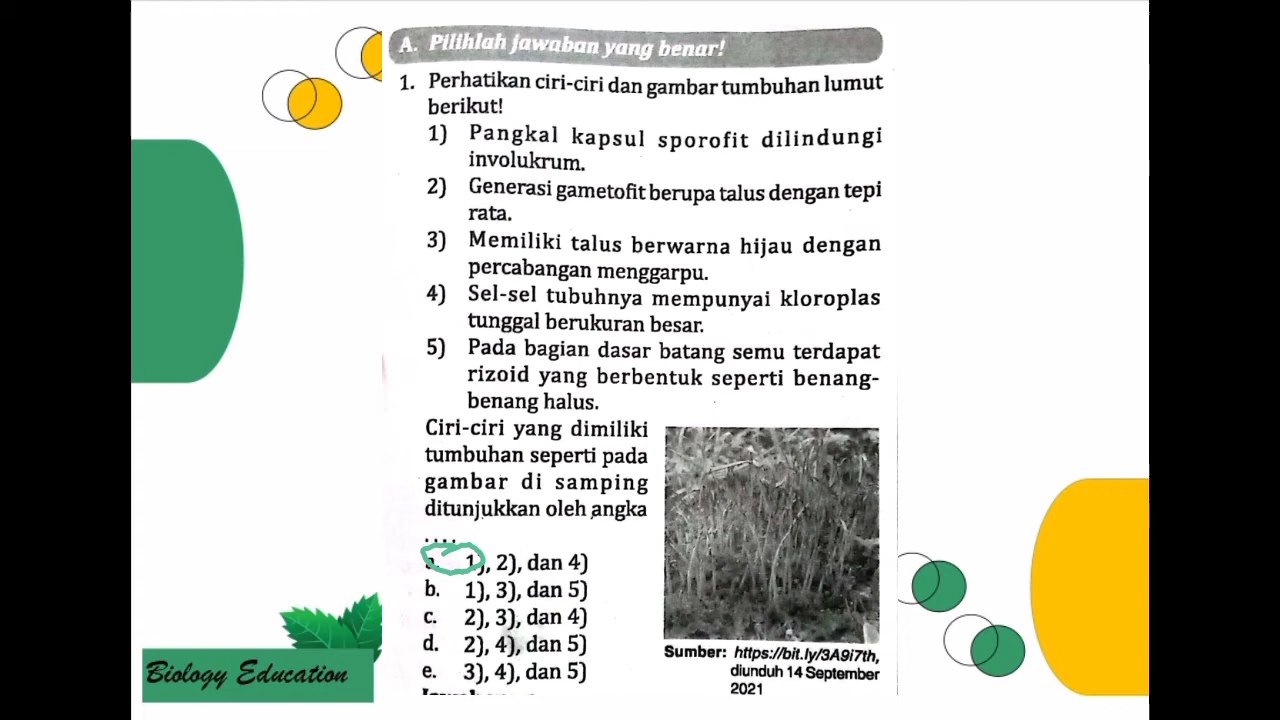 A. Pilihlah jawaban yang benar!
1. Perhatikan ciri-ciri dan gambar tumbuhan lumut
berikut!
1) Pangkal kapsul sporofit dilindungi
involukrum.
2) Generasi gametofit berupa talus dengan tepi
rata.
3) Memiliki talus berwarna hijau dengan
percabangan menggarpu.
4) Sel-sel tubuhnya mempunyai kloroplas
tunggal berukuran besar.
5) Pada bagian dasar batang semu terdapat
rizoid yang berbentuk seperti benang-
benang halus.
Ciri-ciri yang dimiliki
tumbuhan seperti pada
gambar di samping
ditunjukkan oleh angka
....
a. 1), 2), dan 4)
b. 1), 3), dan 5)
c. 2), 3), dan 4)
d. 2), 4), dan 5)
e. 3), 4), dan 5)
Sumber: https://bit.ly/3A9i7th,
diunduh 14 September
2021
Biology Education